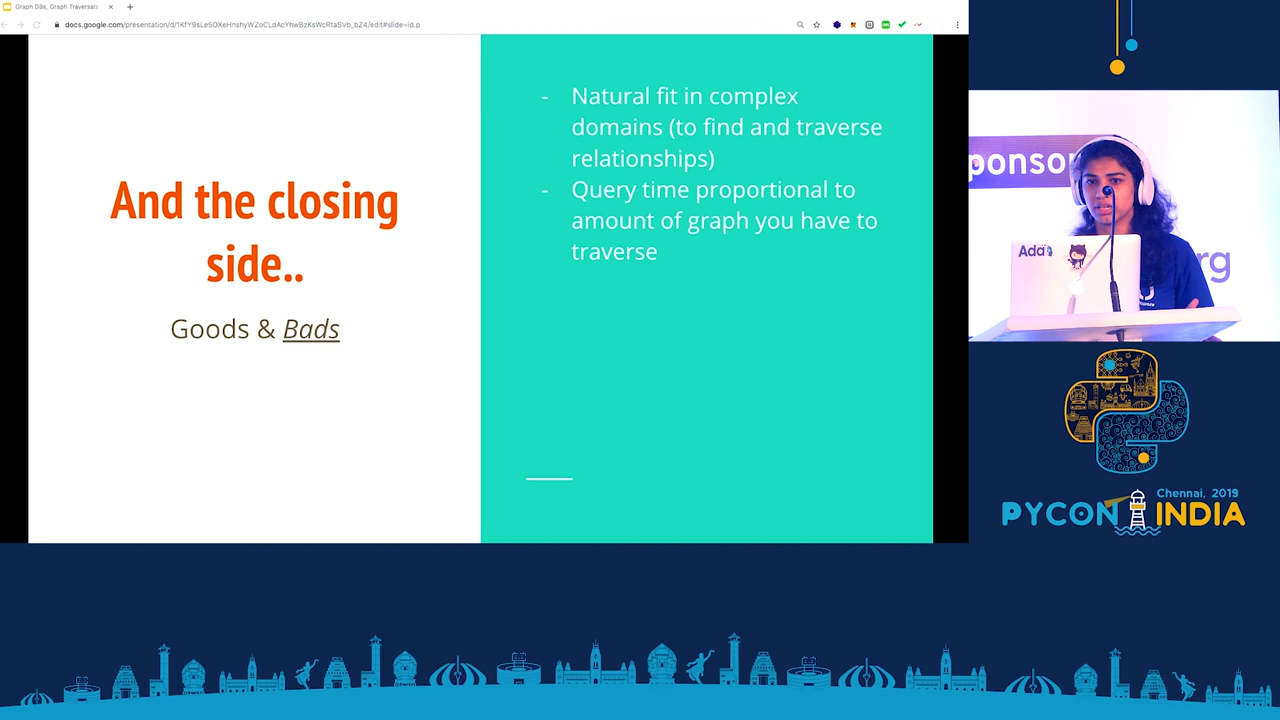 Graph DBs, Graph Traversals
docs.google.com/presentation/d/1KfY9sLe5OXeHnshyWZoCLdAcYhwBzKsWcRtaSVb_bZ4/edit#slide=id.p
And the closing
side..
Goods & Bads
- Natural fit in complex
domains (to find and traverse
relationships)
- Query time proportional to
amount of graph you have to
traverse
ponso
Ada
rg
Chennai, 2019
PYCON INDIA